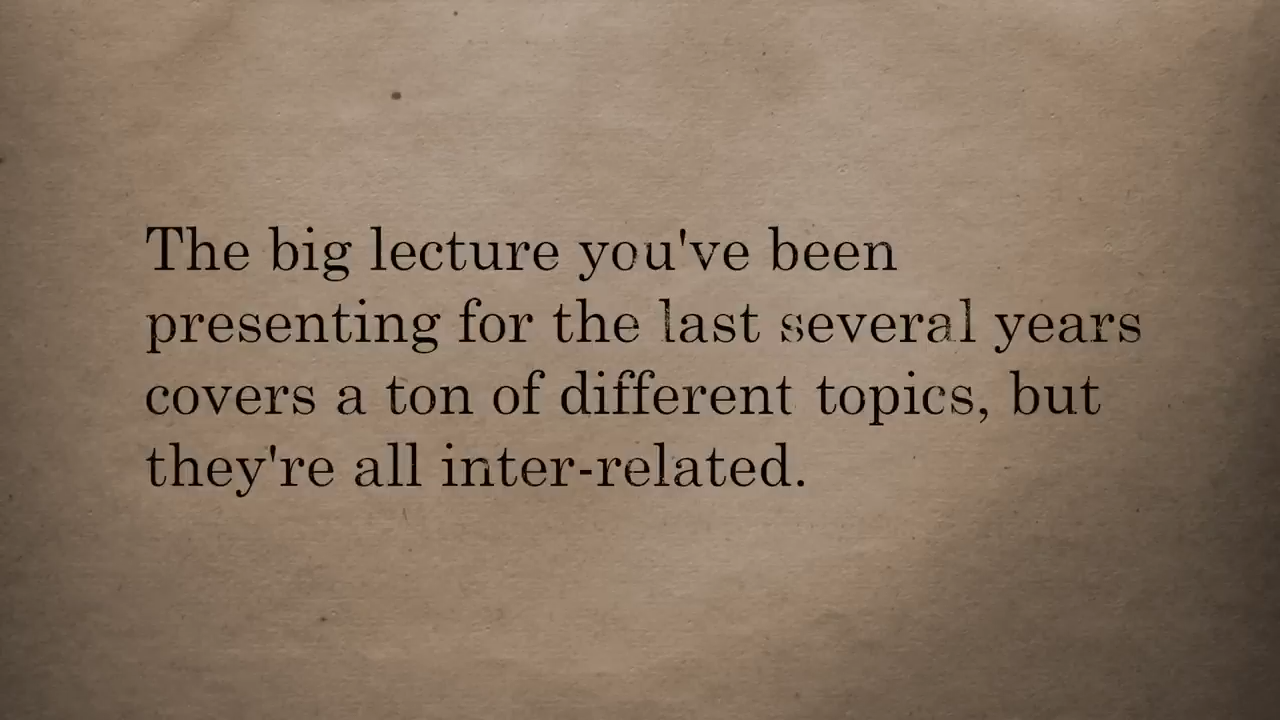 The big lecture you've been
presenting for the last several years
covers a ton of different topics, but
they're all inter-related.